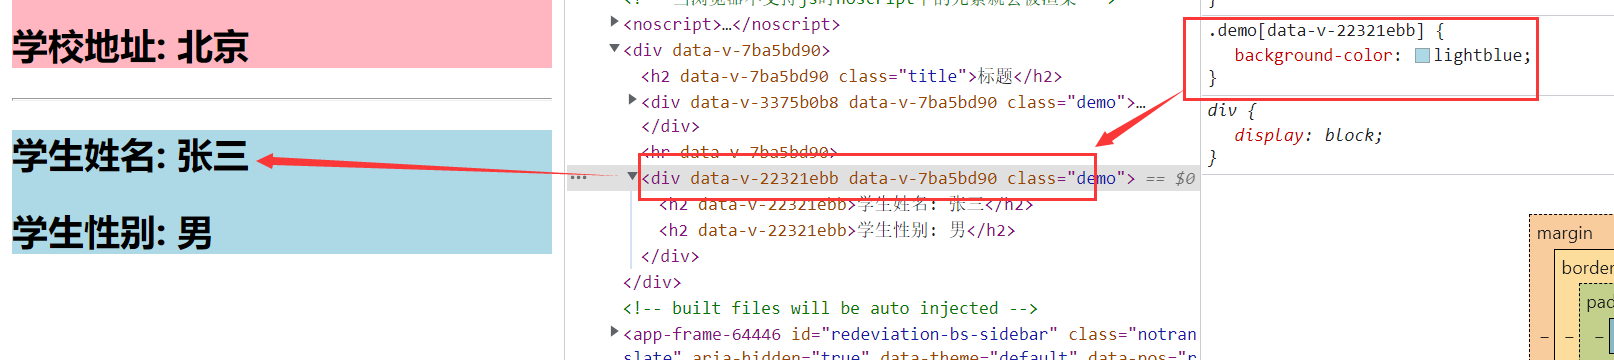 学校地址: 北京
学生姓名: 张三
学生性别: 男
<noscript>…</noscript>
<div data-v-7ba5bd90>
<h2 data-v-7ba5bd90 class="title">标题</h2>
<div data-v-3375b0b8 data-v-7ba5bd90 class="demo">…
</div>
<hr data-v-7ba5bd90>
<div data-v-22321ebb data-v-7ba5bd90 class="demo"> == $0
<h2 data-v-22321ebb>学生姓名: 张三</h2>
<h2 data-v-22321ebb>学生性别: 男</h2>
</div>
</div>
<!-- built files will be auto injected -->
<app-frame-64446 id="redeviation-bs-sidebar" class="notran
slate" aria-hidden="true" data-theme="default" data-pos="r
}
.demo[data-v-22321ebb] {
background-color: lightblue;
}
div {
display: block;
}
margin
border
pad